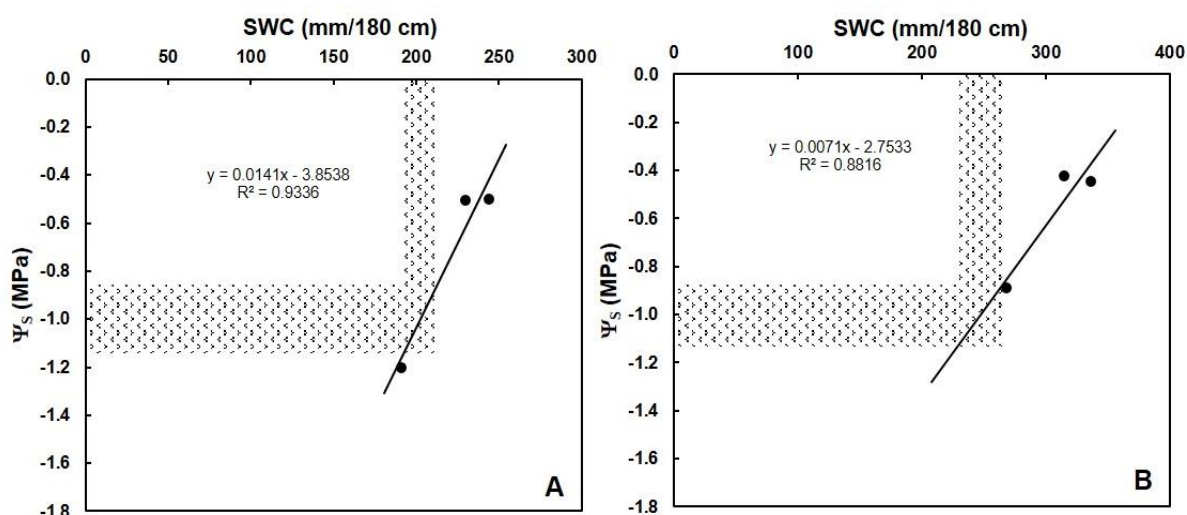 SWC (mm/180 cm)
0 50 100 150 200 250 300
0.0
-0.2
-0.4
-0.6
-0.8
-1.0
-1.2
-1.4
-1.6
-1.8
Ψs (MPa)
y = 0.0141x - 3.8538
R² = 0.9336
A
SWC (mm/180 cm)
0 100 200 300 400
0.0
-0.2
-0.4
-0.6
-0.8
-1.0
-1.2
-1.4
-1.6
-1.8
Ψs (MPa)
y = 0.0071x - 2.7533
R² = 0.8816
B